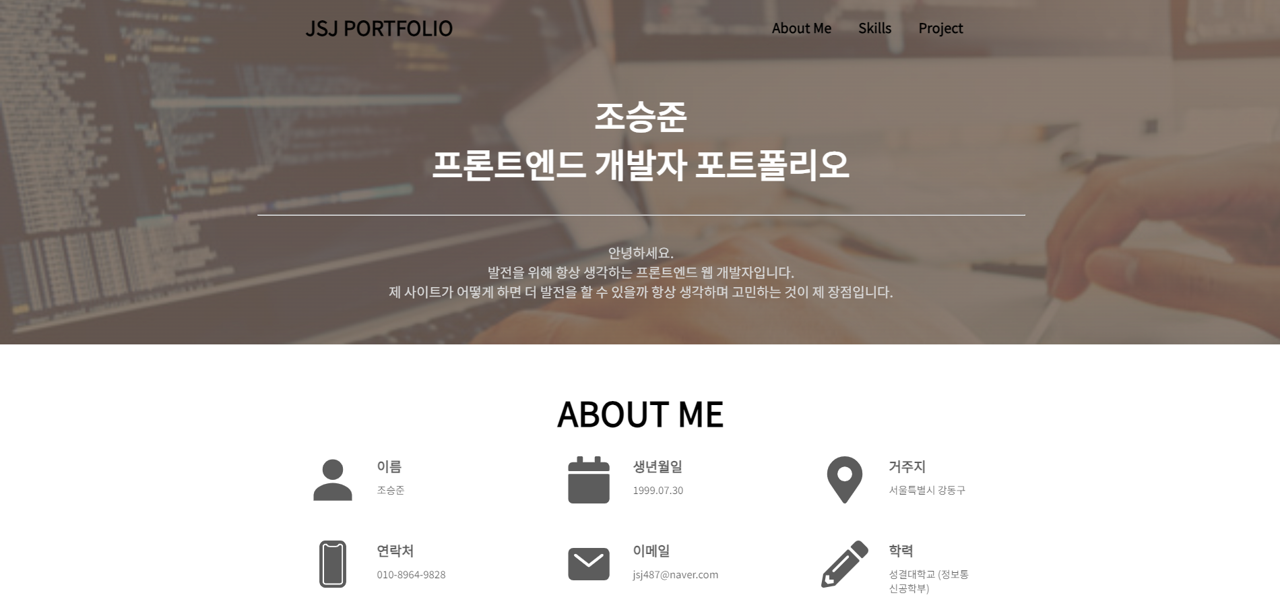 JSJ PORTFOLIO
About Me Skills Project
조승준
프론트엔드 개발자 포트폴리오
안녕하세요.
발전을 위해 항상 생각하는 프론트엔드 웹 개발자입니다.
제 사이트가 어떻게 하면 더 발전을 할 수 있을까 항상 생각하며 고민하는 것이 제 장점입니다.
ABOUT ME
이름
조승준
생년월일
1999.07.30
거주지
서울특별시 강동구
연락처
010-8964-9828
이메일
jsj487@naver.com
학력
성결대학교 (정보통
신공학부)